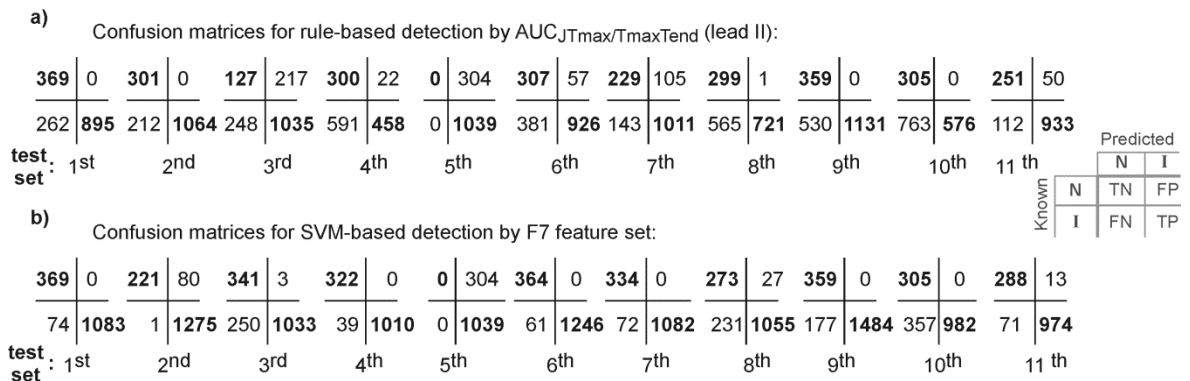 a)
Confusion matrices for rule-based detection by AUC JTmax/TmaxTend (lead II):
369 0 301 0 127 217 300 22 0 304 307 57 229 105 299 1 359 0 305 0 251 50
262 895 212 1064 248 1035 591 458 0 1039 381 926 143 1011 565 721 530 1131 763 576 112 933
test set : 1st 2nd 3rd 4th 5th 6th 7th 8th 9th 10th 11 th
Predicted
N I
Known
N TN FP
I FN TP
b)
Confusion matrices for SVM-based detection by F7 feature set:
369 0 221 80 341 3 322 0 0 304 364 0 334 0 273 27 359 0 305 0 288 13
74 1083 1 1275 250 1033 39 1010 0 1039 61 1246 72 1082 231 1055 177 1484 357 982 71 974
test set : 1st 2nd 3rd 4th 5th 6th 7th 8th 9th 10th 11 th